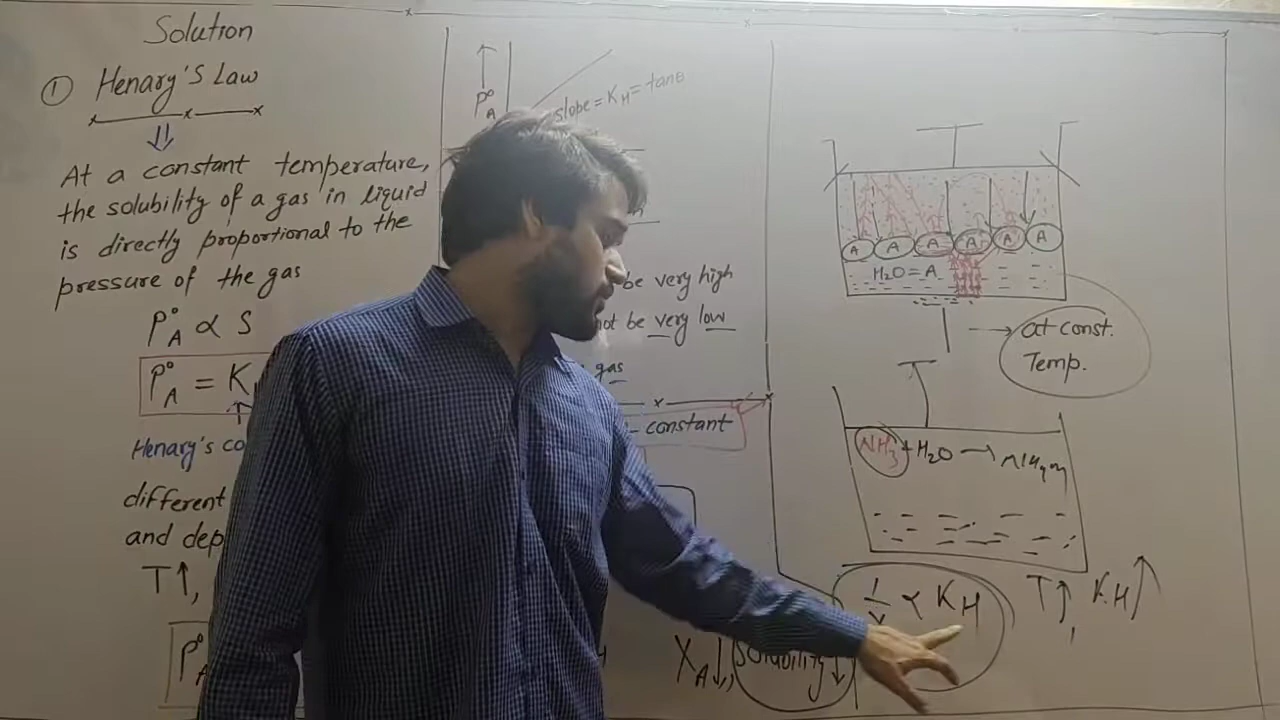 Solution
① Henary's Law
At a constant temperature,
the solubility of a gas in liquid
is directly proportional to the
pressure of the gas
P°A ∝ S
P°A = K
Henary's co
different
and dep
T↑,
P°A
P°A
slope = KH = tanθ
be very high
not be very low
gas
constant
XA↓, Solubility↓
A A A A A A
H2O = A
at const.
Temp.
NH3 + H2O →
∝ KH
T↑, KH↑